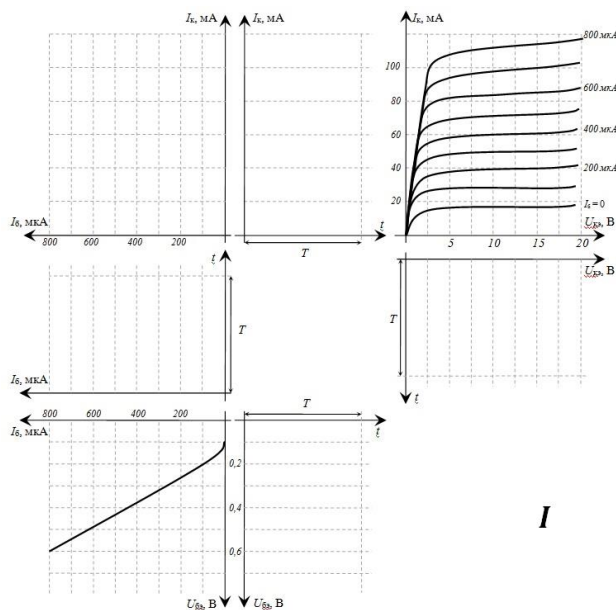 Iк, мА
Iк, мА
Iк, мА
800 мкА
100
80
600 мкА
60
400 мкА
40
200 мкА
20
Iб = 0
Iб, мкА
800 600 400 200
t
T
5 10 15 20
Uкэ, В
t
Uкэ, В
T
T
Iб, мкА
t
T
800 600 400 200
Iб, мкА
t
0,2
0,4
0,6
I
Uбэ, В
Uбэ, В